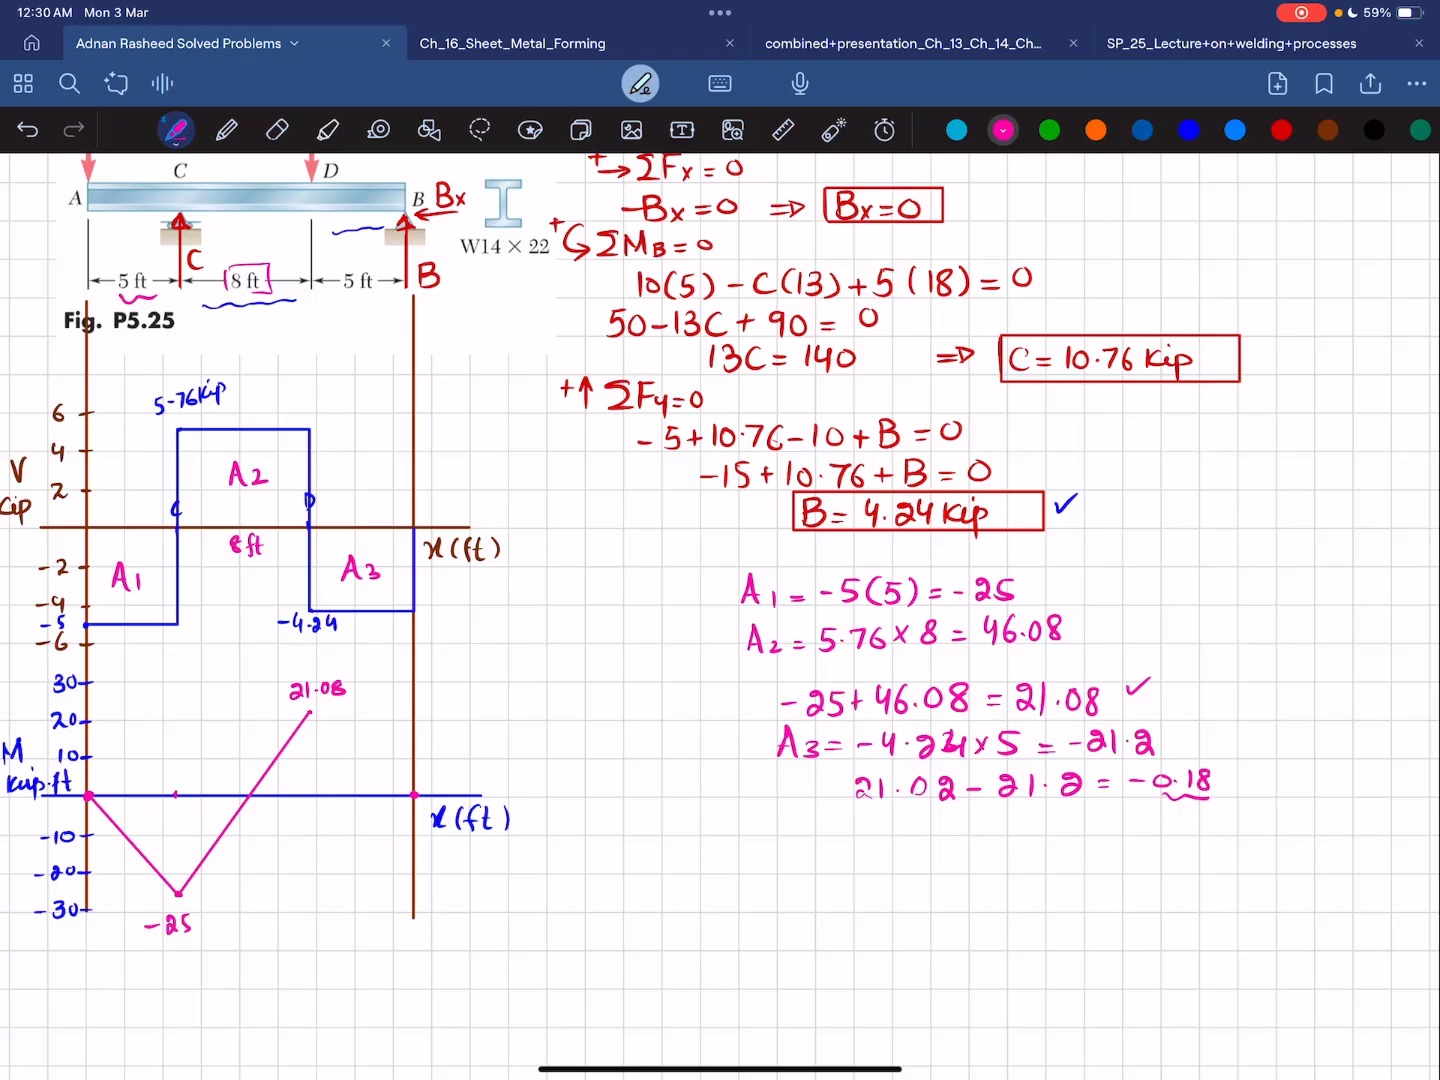 12:30 AM Mon 3 Mar
59%
Adnan Rasheed Solved Problems
Ch_16_Sheet_Metal_Forming
combined+presentation_Ch_13_Ch_14_Ch...
SP_25_Lecture+on+welding+processes
A
C
D
B
Bx
W14 × 22
C
B
5 ft
8 ft
5 ft
Fig. P5.25
+→ ΣFx = 0
-Bx = 0 ⇒ Bx = 0
+ ↻ ΣMB = 0
10(5) - C(13) + 5(18) = 0
50 - 13C + 90 = 0
13C = 140 ⇒ C = 10.76 Kip
+↑ ΣFy = 0
-5 + 10.76 - 10 + B = 0
-15 + 10.76 + B = 0
B = 4.24 Kip ✓
A1 = -5(5) = -25
A2 = 5.76 × 8 = 46.08
-25 + 46.08 = 21.08 ✓
A3 = -4.24 × 5 = -21.2
21.02 - 21.2 = -0.18
5.76 Kip
6
4
V
2
kip
A2
C
D
8 ft
x (ft)
-2
A1
A3
-4
-5
-4.24
-6
30
21.08
20
M
10
kip.ft
x (ft)
-10
-20
-30
-25